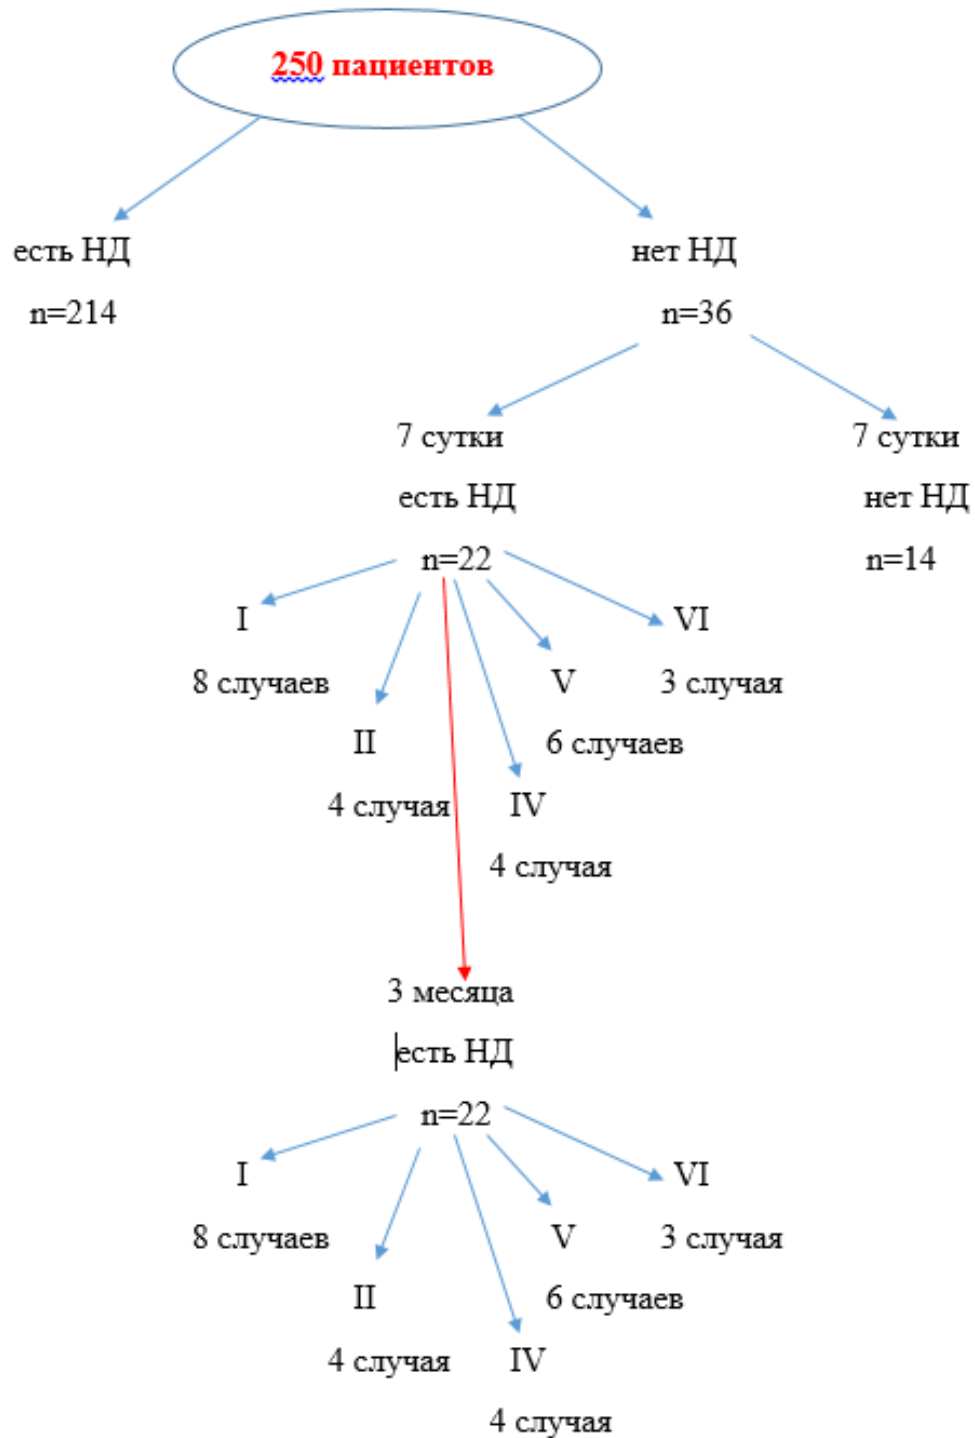 250 пациентов
есть НД
нет НД
n=214
n=36
7 сутки
7 сутки
есть НД
нет НД
n=22
n=14
I
VI
8 случаев
V
3 случая
II
6 случаев
4 случая
IV
4 случая
3 месяца
есть НД
n=22
I
VI
8 случаев
V
3 случая
II
6 случаев
4 случая
IV
4 случая